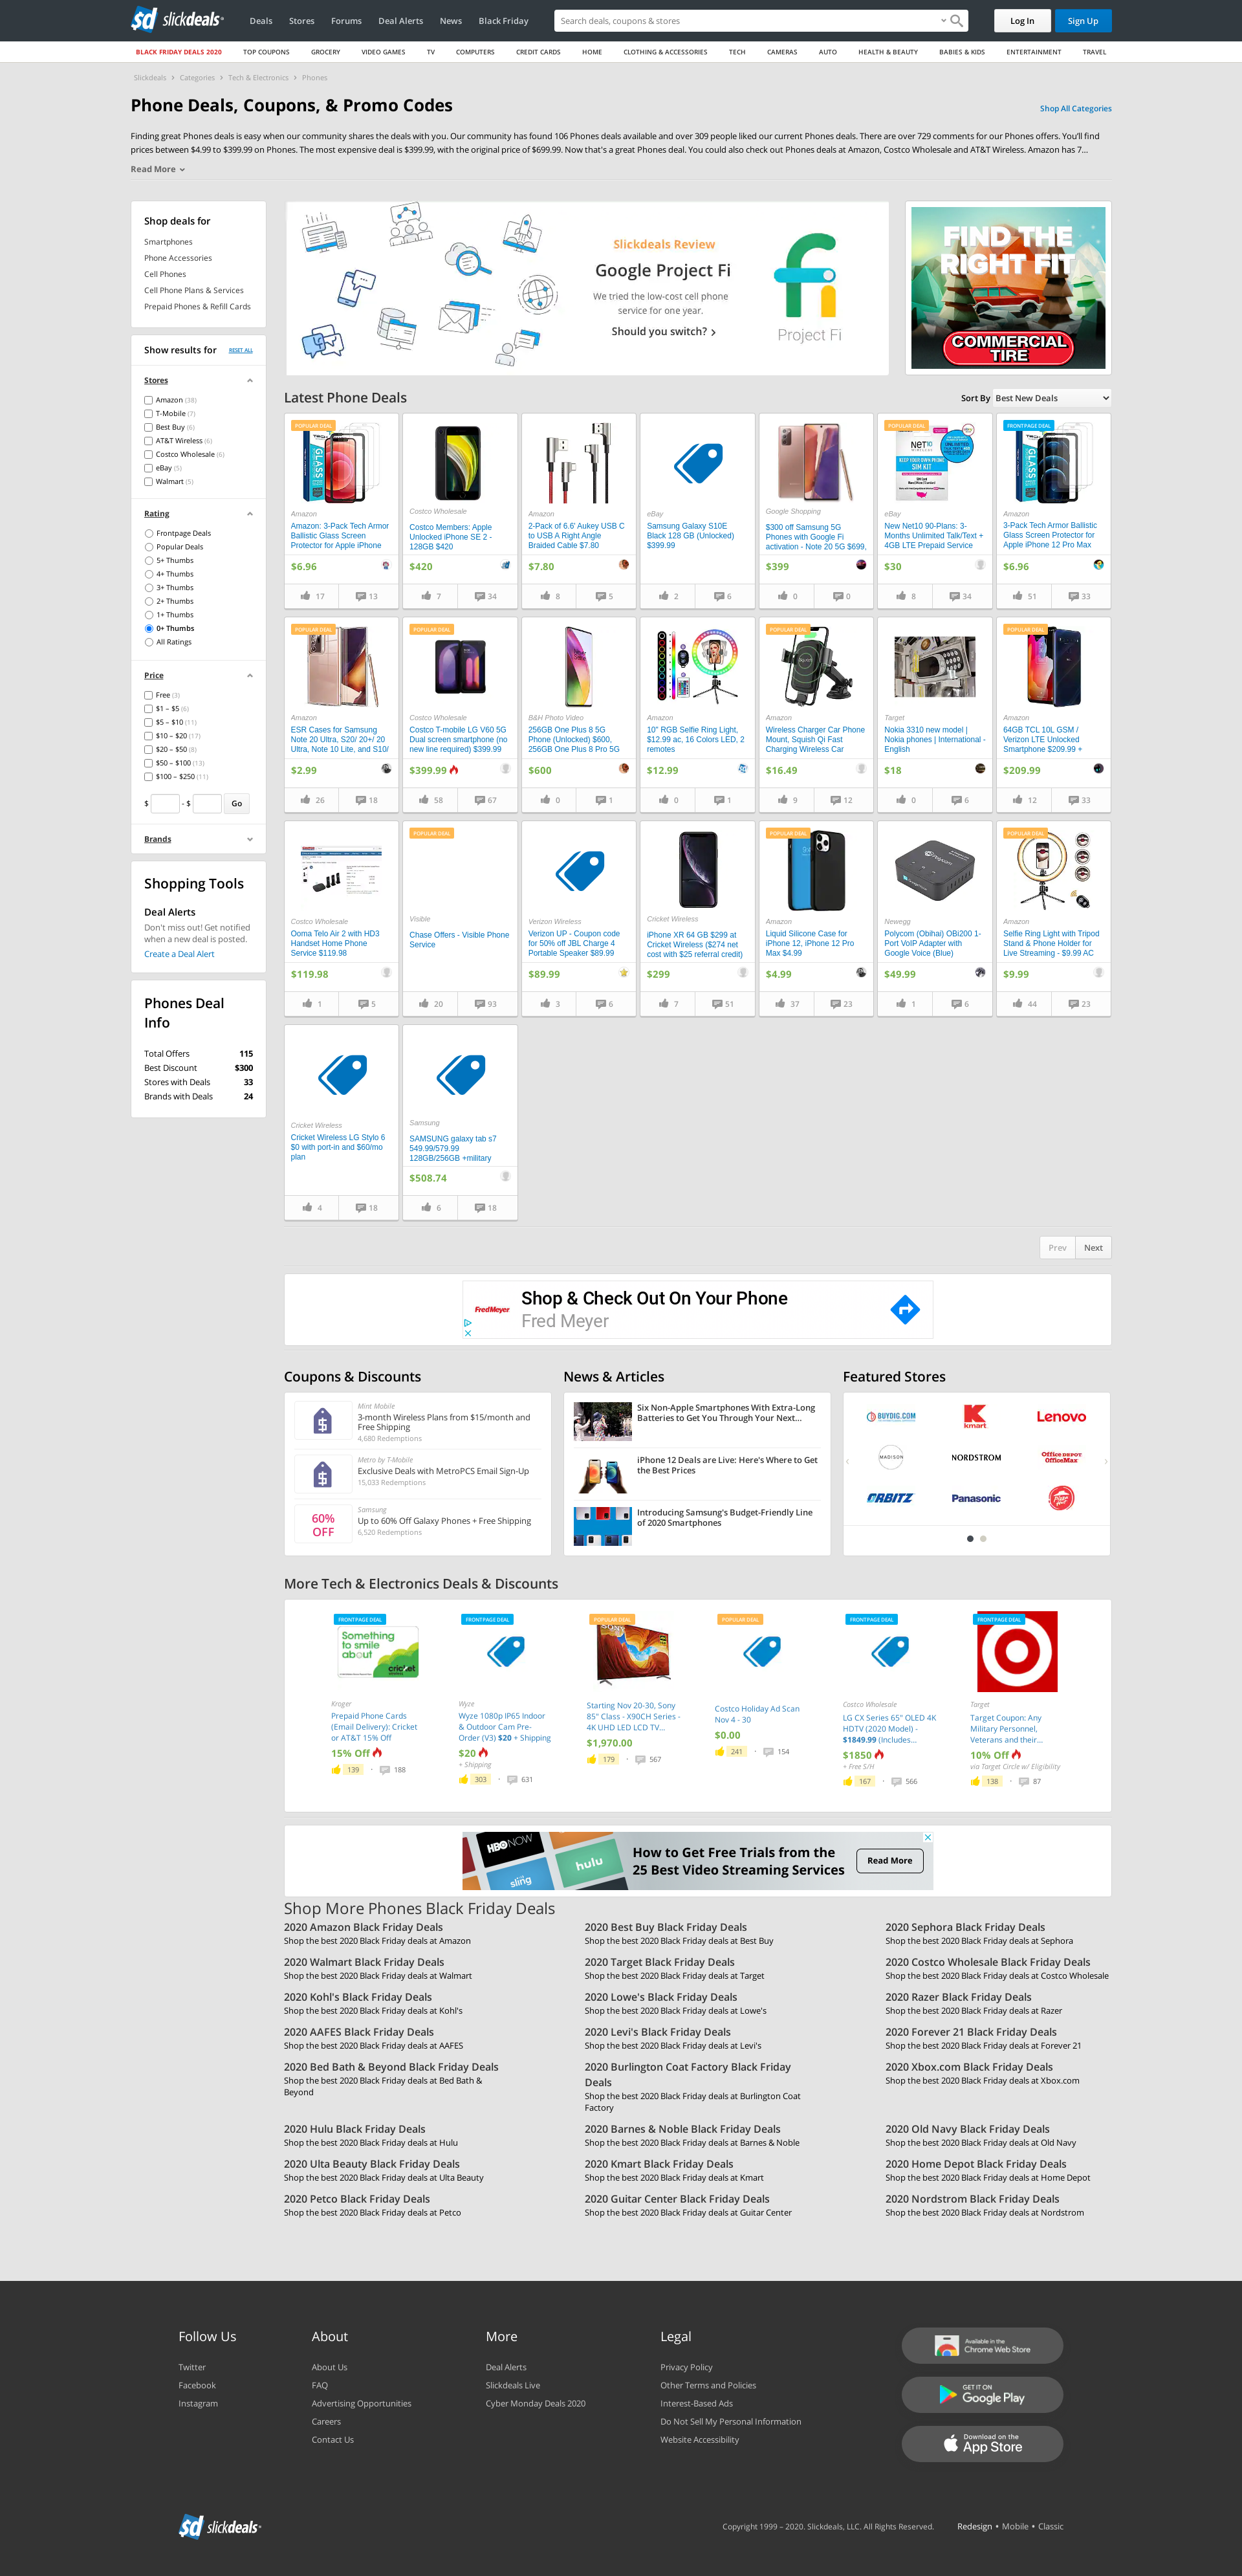 sd slickdeals
Deals
Stores
Forums
Deal Alerts
News
Black Friday
Search deals, coupons & stores
Log In
Sign Up
BLACK FRIDAY DEALS 2020
TOP COUPONS
GROCERY
VIDEO GAMES
TV
COMPUTERS
CREDIT CARDS
HOME
CLOTHING & ACCESSORIES
TECH
CAMERAS
AUTO
HEALTH & BEAUTY
BABIES & KIDS
ENTERTAINMENT
TRAVEL
Slickdeals › Categories › Tech & Electronics › Phones
Phone Deals, Coupons, & Promo Codes
Shop All Categories
Finding great Phones deals is easy when our community shares the deals with you. Our community has found 106 Phones deals available and over 309 people liked our current Phones deals. There are over 729 comments for our Phones offers. You'll find
prices between $4.99 to $399.99 on Phones. The most expensive deal is $399.99, with the original price of $699.99. Now that's a great Phones deal. You could also check out Phones deals at Amazon, Costco Wholesale and AT&T Wireless. Amazon has 7...
Read More
Shop deals for
Smartphones
Phone Accessories
Cell Phones
Cell Phone Plans & Services
Prepaid Phones & Refill Cards
Show results for
RESET ALL
Stores
Amazon (38)
T-Mobile (7)
Best Buy (6)
AT&T Wireless (6)
Costco Wholesale (6)
eBay (5)
Walmart (5)
Rating
Frontpage Deals
Popular Deals
5+ Thumbs
4+ Thumbs
3+ Thumbs
2+ Thumbs
1+ Thumbs
0+ Thumbs
All Ratings
Price
Free (3)
$1 – $5 (6)
$5 – $10 (11)
$10 – $20 (17)
$20 – $50 (8)
$50 – $100 (13)
$100 – $250 (11)
$ - $ Go
Brands
Shopping Tools
Deal Alerts
Don't miss out! Get notified
when a new deal is posted.
Create a Deal Alert
Phones Deal
Info
Total Offers 115
Best Discount $300
Stores with Deals 33
Brands with Deals 24
Slickdeals Review
Google Project Fi
We tried the low-cost cell phone
service for one year.
Should you switch? ›
Project Fi
FIND THE
RIGHT FIT
COMMERCIAL
TIRE
Latest Phone Deals
Sort By Best New Deals
POPULAR DEAL
Amazon
Amazon: 3-Pack Tech Armor
Ballistic Glass Screen
Protector for Apple iPhone
$6.96
17
13
Costco Wholesale
Costco Members: Apple
Unlocked iPhone SE 2 -
128GB $420
$420
7
34
Amazon
2-Pack of 6.6' Aukey USB C
to USB A Right Angle
Braided Cable $7.80
$7.80
8
5
eBay
Samsung Galaxy S10E
Black 128 GB (Unlocked)
$399.99
2
6
Google Shopping
$300 off Samsung 5G
Phones with Google Fi
activation - Note 20 5G $699,
$399
0
0
POPULAR DEAL
NET10
UNLIMITED
KEEP YOUR OWN PHONE
SIM KIT
eBay
New Net10 90-Plans: 3-
Months Unlimited Talk/Text +
4GB LTE Prepaid Service
$30
8
34
FRONTPAGE DEAL
Amazon
3-Pack Tech Armor Ballistic
Glass Screen Protector for
Apple iPhone 12 Pro Max
$6.96
51
33
POPULAR DEAL
Amazon
ESR Cases for Samsung
Note 20 Ultra, S20/ 20+/ 20
Ultra, Note 10 Lite, and S10/
$2.99
26
18
POPULAR DEAL
Costco Wholesale
Costco T-mobile LG V60 5G
Dual screen smartphone (no
new line required) $399.99
$399.99
58
67
B&H Photo Video
256GB One Plus 8 5G
Phone (Unlocked) $600,
256GB One Plus 8 Pro 5G
$600
0
1
Amazon
10" RGB Selfie Ring Light,
$12.99 ac, 16 Colors LED, 2
remotes
$12.99
0
1
POPULAR DEAL
Amazon
Wireless Charger Car Phone
Mount, Squish Qi Fast
Charging Wireless Car
$16.49
9
12
Target
Nokia 3310 new model |
Nokia phones | International -
English
$18
0
6
POPULAR DEAL
Amazon
64GB TCL 10L GSM /
Verizon LTE Unlocked
Smartphone $209.99 +
$209.99
12
33
Costco Wholesale
Ooma Telo Air 2 with HD3
Handset Home Phone
Service $119.98
$119.98
1
5
POPULAR DEAL
Visible
Chase Offers - Visible Phone
Service
20
93
Verizon Wireless
Verizon UP - Coupon code
for 50% off JBL Charge 4
Portable Speaker $89.99
$89.99
3
6
Cricket Wireless
iPhone XR 64 GB $299 at
Cricket Wireless ($274 net
cost with $25 referral credit)
$299
7
51
POPULAR DEAL
Amazon
Liquid Silicone Case for
iPhone 12, iPhone 12 Pro
Max $4.99
$4.99
37
23
Newegg
Polycom (Obihai) OBi200 1-
Port VoIP Adapter with
Google Voice (Blue)
$49.99
1
6
POPULAR DEAL
Amazon
Selfie Ring Light with Tripod
Stand & Phone Holder for
Live Streaming - $9.99 AC
$9.99
44
23
Cricket Wireless
Cricket Wireless LG Stylo 6
$0 with port-in and $60/mo
plan
4
18
Samsung
SAMSUNG galaxy tab s7
549.99/579.99
128GB/256GB +military
$508.74
6
18
Prev
Next
FredMeyer
Shop & Check Out On Your Phone
Fred Meyer
Coupons & Discounts
Mint Mobile
3-month Wireless Plans from $15/month and
Free Shipping
4,680 Redemptions
Metro by T-Mobile
Exclusive Deals with MetroPCS Email Sign-Up
15,033 Redemptions
60%
OFF
Samsung
Up to 60% Off Galaxy Phones + Free Shipping
6,520 Redemptions
News & Articles
Six Non-Apple Smartphones With Extra-Long
Batteries to Get You Through Your Next...
iPhone 12 Deals are Live: Here's Where to Get
the Best Prices
Introducing Samsung's Budget-Friendly Line
of 2020 Smartphones
Featured Stores
BUYDIG.COM
kmart
Lenovo
MADISON
NORDSTROM
Office DEPOT
OfficeMax
ORBITZ
Panasonic
Pizza Hut
More Tech & Electronics Deals & Discounts
FRONTPAGE DEAL
Something
to smile
about
cricket
Kroger
Prepaid Phone Cards
(Email Delivery): Cricket
or AT&T 15% Off
15% Off
139 · 188
FRONTPAGE DEAL
Wyze
Wyze 1080p IP65 Indoor
& Outdoor Cam Pre-
Order (V3) $20 + Shipping
$20
+ Shipping
303 · 631
POPULAR DEAL
SONY
Starting Nov 20-30, Sony
85" Class - X90CH Series -
4K UHD LED LCD TV...
$1,970.00
179 · 567
POPULAR DEAL
Costco Holiday Ad Scan
Nov 4 - 30
$0.00
241 · 154
FRONTPAGE DEAL
Costco Wholesale
LG CX Series 65" OLED 4K
HDTV (2020 Model) -
$1849.99 (Includes...
$1850
+ Free S/H
167 · 566
FRONTPAGE DEAL
Target
Target Coupon: Any
Military Personnel,
Veterans and their...
10% Off
via Target Circle w/ Eligibility
138 · 87
HBO NOW
sling
hulu
How to Get Free Trials from the
25 Best Video Streaming Services
Read More
Shop More Phones Black Friday Deals
2020 Amazon Black Friday Deals
Shop the best 2020 Black Friday deals at Amazon
2020 Best Buy Black Friday Deals
Shop the best 2020 Black Friday deals at Best Buy
2020 Sephora Black Friday Deals
Shop the best 2020 Black Friday deals at Sephora
2020 Walmart Black Friday Deals
Shop the best 2020 Black Friday deals at Walmart
2020 Target Black Friday Deals
Shop the best 2020 Black Friday deals at Target
2020 Costco Wholesale Black Friday Deals
Shop the best 2020 Black Friday deals at Costco Wholesale
2020 Kohl's Black Friday Deals
Shop the best 2020 Black Friday deals at Kohl's
2020 Lowe's Black Friday Deals
Shop the best 2020 Black Friday deals at Lowe's
2020 Razer Black Friday Deals
Shop the best 2020 Black Friday deals at Razer
2020 AAFES Black Friday Deals
Shop the best 2020 Black Friday deals at AAFES
2020 Levi's Black Friday Deals
Shop the best 2020 Black Friday deals at Levi's
2020 Forever 21 Black Friday Deals
Shop the best 2020 Black Friday deals at Forever 21
2020 Bed Bath & Beyond Black Friday Deals
Shop the best 2020 Black Friday deals at Bed Bath &
Beyond
2020 Burlington Coat Factory Black Friday
Deals
Shop the best 2020 Black Friday deals at Burlington Coat
Factory
2020 Xbox.com Black Friday Deals
Shop the best 2020 Black Friday deals at Xbox.com
2020 Hulu Black Friday Deals
Shop the best 2020 Black Friday deals at Hulu
2020 Barnes & Noble Black Friday Deals
Shop the best 2020 Black Friday deals at Barnes & Noble
2020 Old Navy Black Friday Deals
Shop the best 2020 Black Friday deals at Old Navy
2020 Ulta Beauty Black Friday Deals
Shop the best 2020 Black Friday deals at Ulta Beauty
2020 Kmart Black Friday Deals
Shop the best 2020 Black Friday deals at Kmart
2020 Home Depot Black Friday Deals
Shop the best 2020 Black Friday deals at Home Depot
2020 Petco Black Friday Deals
Shop the best 2020 Black Friday deals at Petco
2020 Guitar Center Black Friday Deals
Shop the best 2020 Black Friday deals at Guitar Center
2020 Nordstrom Black Friday Deals
Shop the best 2020 Black Friday deals at Nordstrom
Follow Us
Twitter
Facebook
Instagram
About
About Us
FAQ
Advertising Opportunities
Careers
Contact Us
More
Deal Alerts
Slickdeals Live
Cyber Monday Deals 2020
Legal
Privacy Policy
Other Terms and Policies
Interest-Based Ads
Do Not Sell My Personal Information
Website Accessibility
Available in the
Chrome Web Store
GET IT ON
Google Play
Download on the
App Store
sd slickdeals
Copyright 1999 – 2020. Slickdeals, LLC. All Rights Reserved.
Redesign • Mobile • Classic